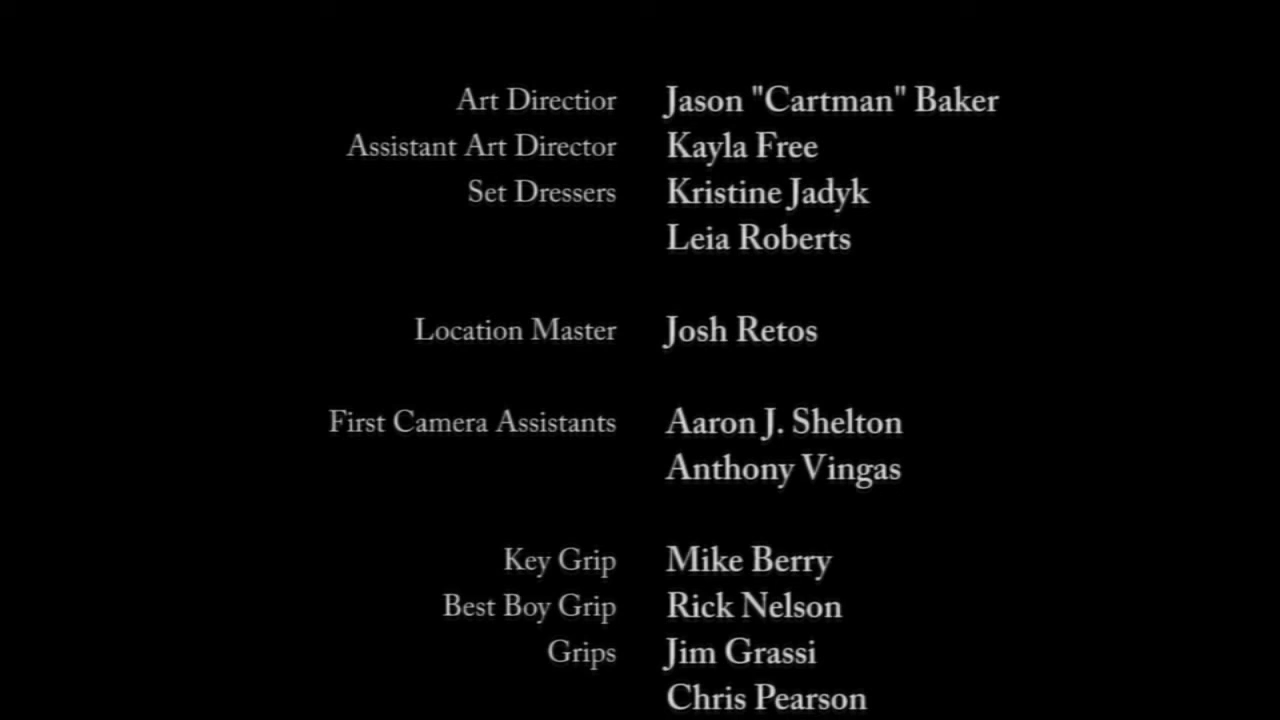 Art Directior Jason "Cartman" Baker
Assistant Art Director Kayla Free
Set Dressers Kristine Jadyk
Leia Roberts
Location Master Josh Retos
First Camera Assistants Aaron J. Shelton
Anthony Vingas
Key Grip Mike Berry
Best Boy Grip Rick Nelson
Grips Jim Grassi
Chris Pearson